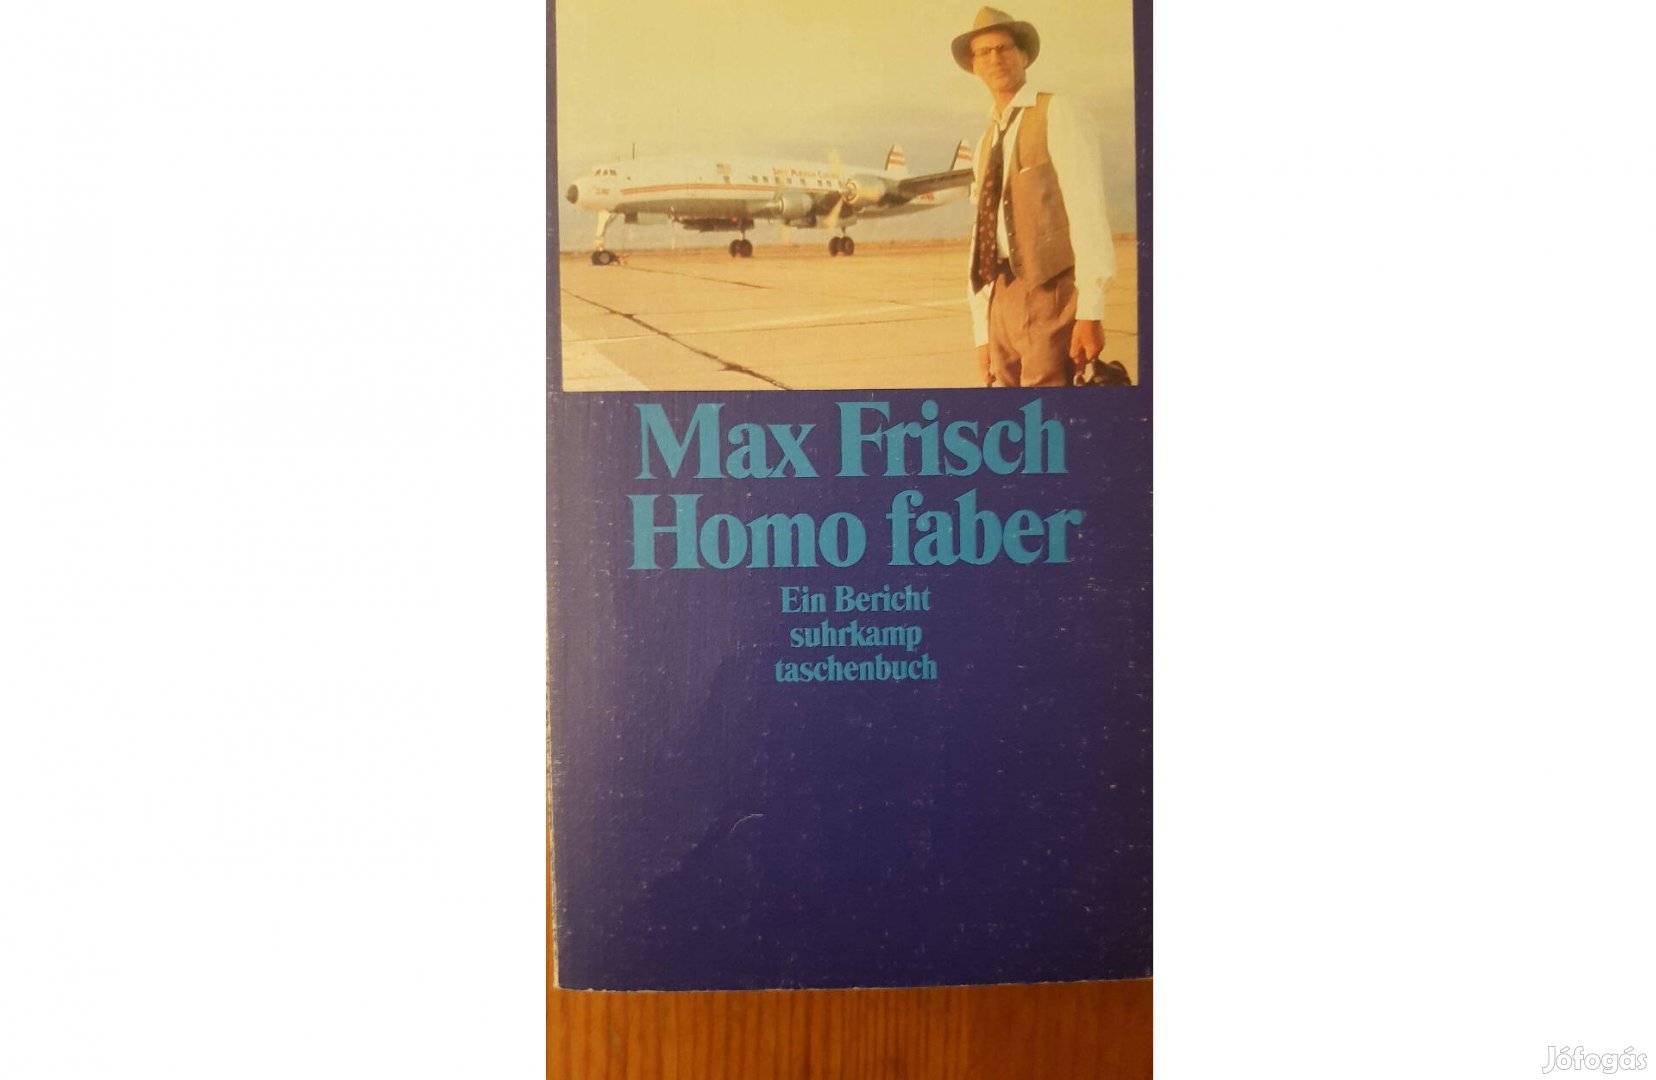 Max Frisch
Homo faber
Ein Bericht
suhrkamp
taschenbuch
Jófogás